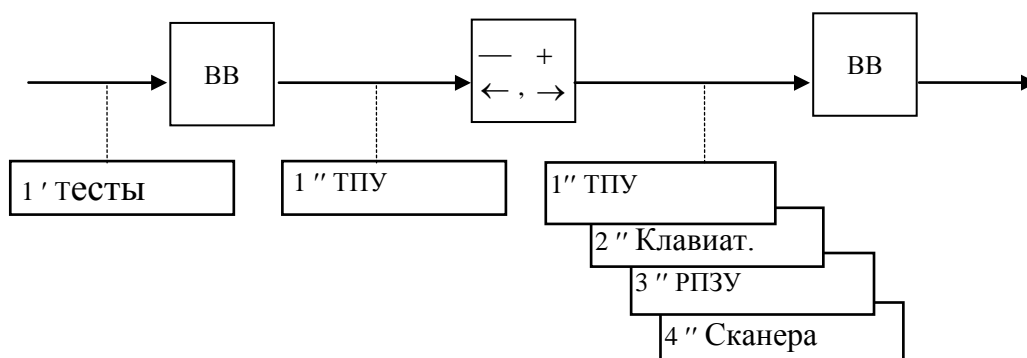 ВВ
— +
← , →
ВВ
1 ′ Тесты
1 ″ ТПУ
1″ ТПУ
2 ″ Клавиат.
3 ″ РПЗУ
4 ″ Сканера